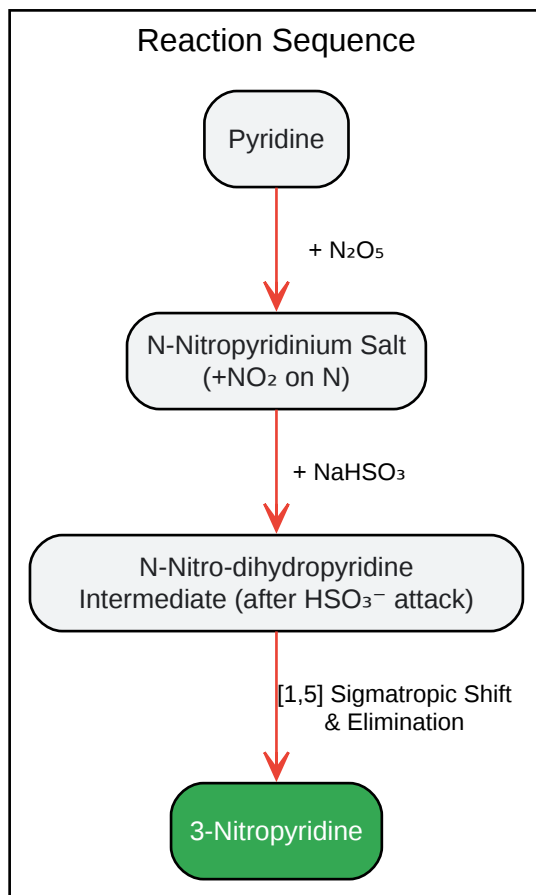 Reaction Sequence
Pyridine
+ N₂O₅
N-Nitropyridinium Salt
(+NO₂ on N)
+ NaHSO₃
N-Nitro-dihydropyridine
Intermediate (after HSO₃⁻ attack)
[1,5] Sigmatropic Shift
& Elimination
3-Nitropyridine